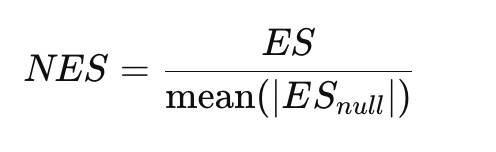 NES = ES / mean(|ES_null|)